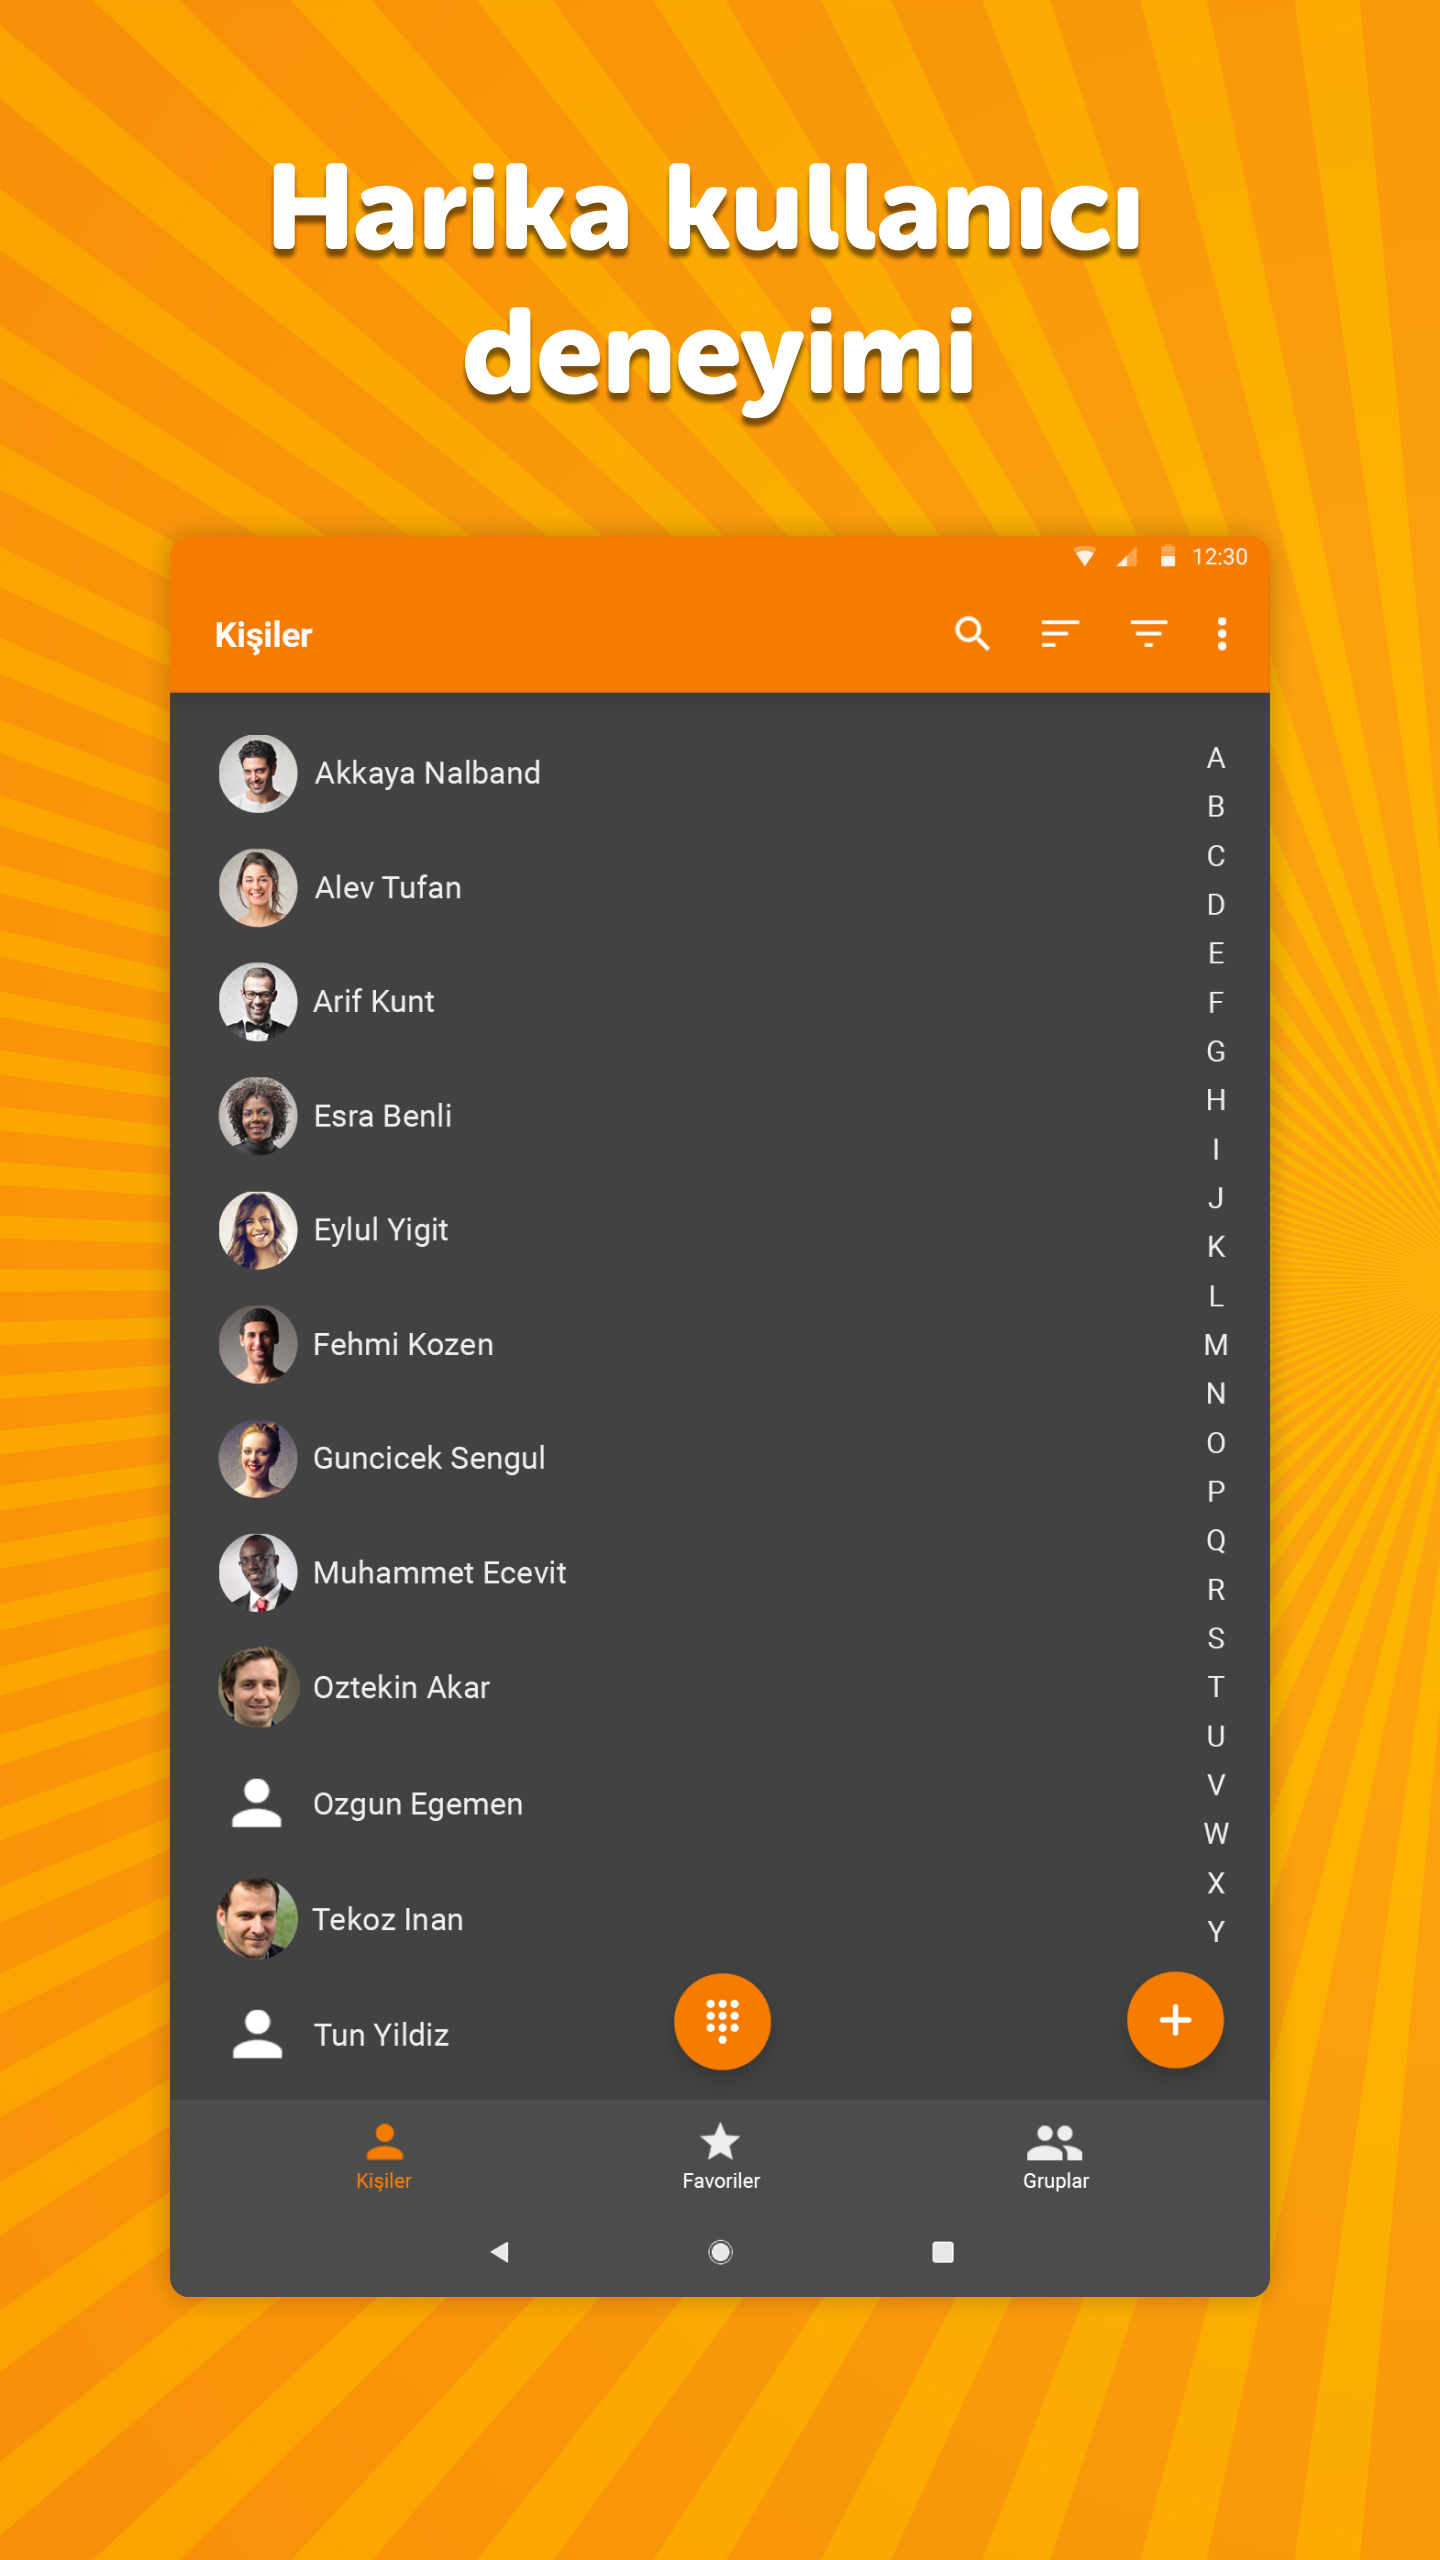 Harika kullanıcı
deneyimi
12:30
Kişiler
Akkaya Nalband
Alev Tufan
Arif Kunt
Esra Benli
Eylul Yigit
Fehmi Kozen
Guncicek Sengul
Muhammet Ecevit
Oztekin Akar
Ozgun Egemen
Tekoz Inan
Tun Yildiz
A
B
C
D
E
F
G
H
I
J
K
L
M
N
O
P
Q
R
S
T
U
V
W
X
Y
Kişiler
Favoriler
Gruplar